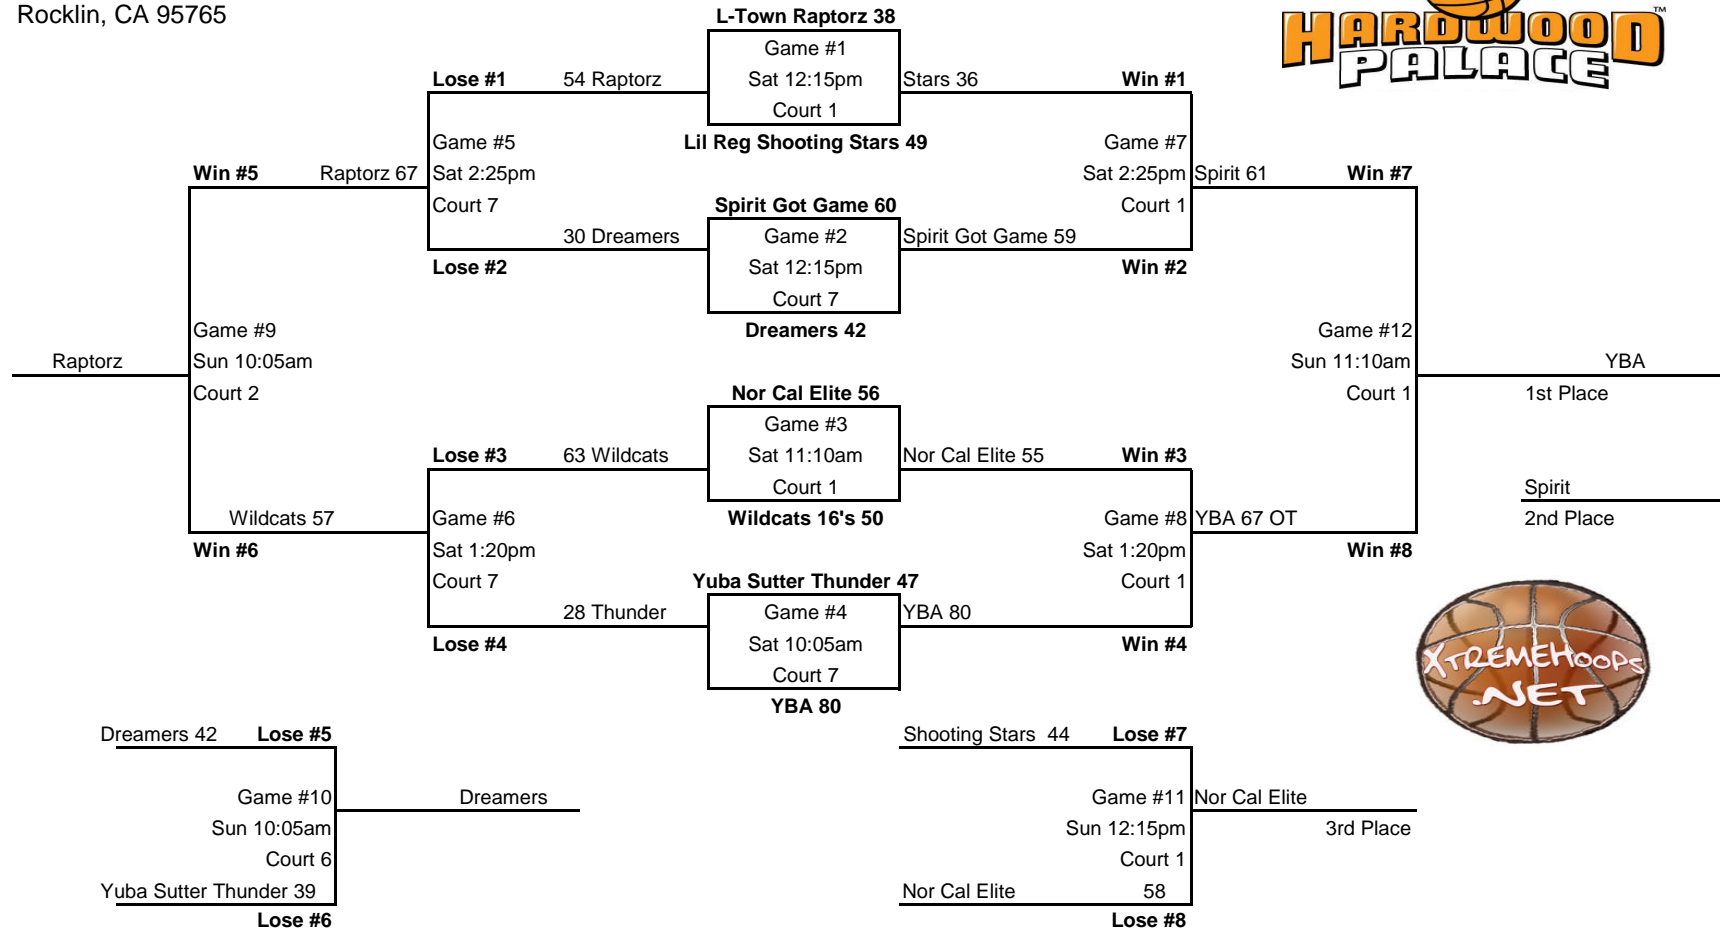 Rocklin, CA 95765
L-Town Raptorz 38
HARDWOOD
PALACE
TM
Game #1
Lose #1 54 Raptorz Sat 12:15pm Stars 36 Win #1
Court 1
Game #5 Lil Reg Shooting Stars 49 Game #7
Win #5 Raptorz 67 Sat 2:25pm Sat 2:25pm Spirit 61 Win #7
Court 7 Spirit Got Game 60 Court 1
30 Dreamers Game #2 Spirit Got Game 59
Lose #2 Sat 12:15pm Win #2
Court 7
Game #9 Dreamers 42 Game #12
Raptorz Sun 10:05am Sun 11:10am YBA
Court 2 Nor Cal Elite 56 Court 1 1st Place
Game #3
Lose #3 63 Wildcats Sat 11:10am Nor Cal Elite 55 Win #3
Court 1 Spirit
Wildcats 57 Game #6 Wildcats 16's 50 Game #8 YBA 67 OT 2nd Place
Win #6 Sat 1:20pm Sat 1:20pm Win #8
Court 7 Yuba Sutter Thunder 47 Court 1
28 Thunder Game #4 YBA 80
Lose #4 Sat 10:05am Win #4
Court 7
XTREMEHOOPS
.NET
YBA 80
Dreamers 42 Lose #5 Shooting Stars 44 Lose #7
Game #10 Dreamers Game #11 Nor Cal Elite
Sun 10:05am Sun 12:15pm 3rd Place
Court 6 Court 1
Yuba Sutter Thunder 39 Nor Cal Elite 58
Lose #6 Lose #8